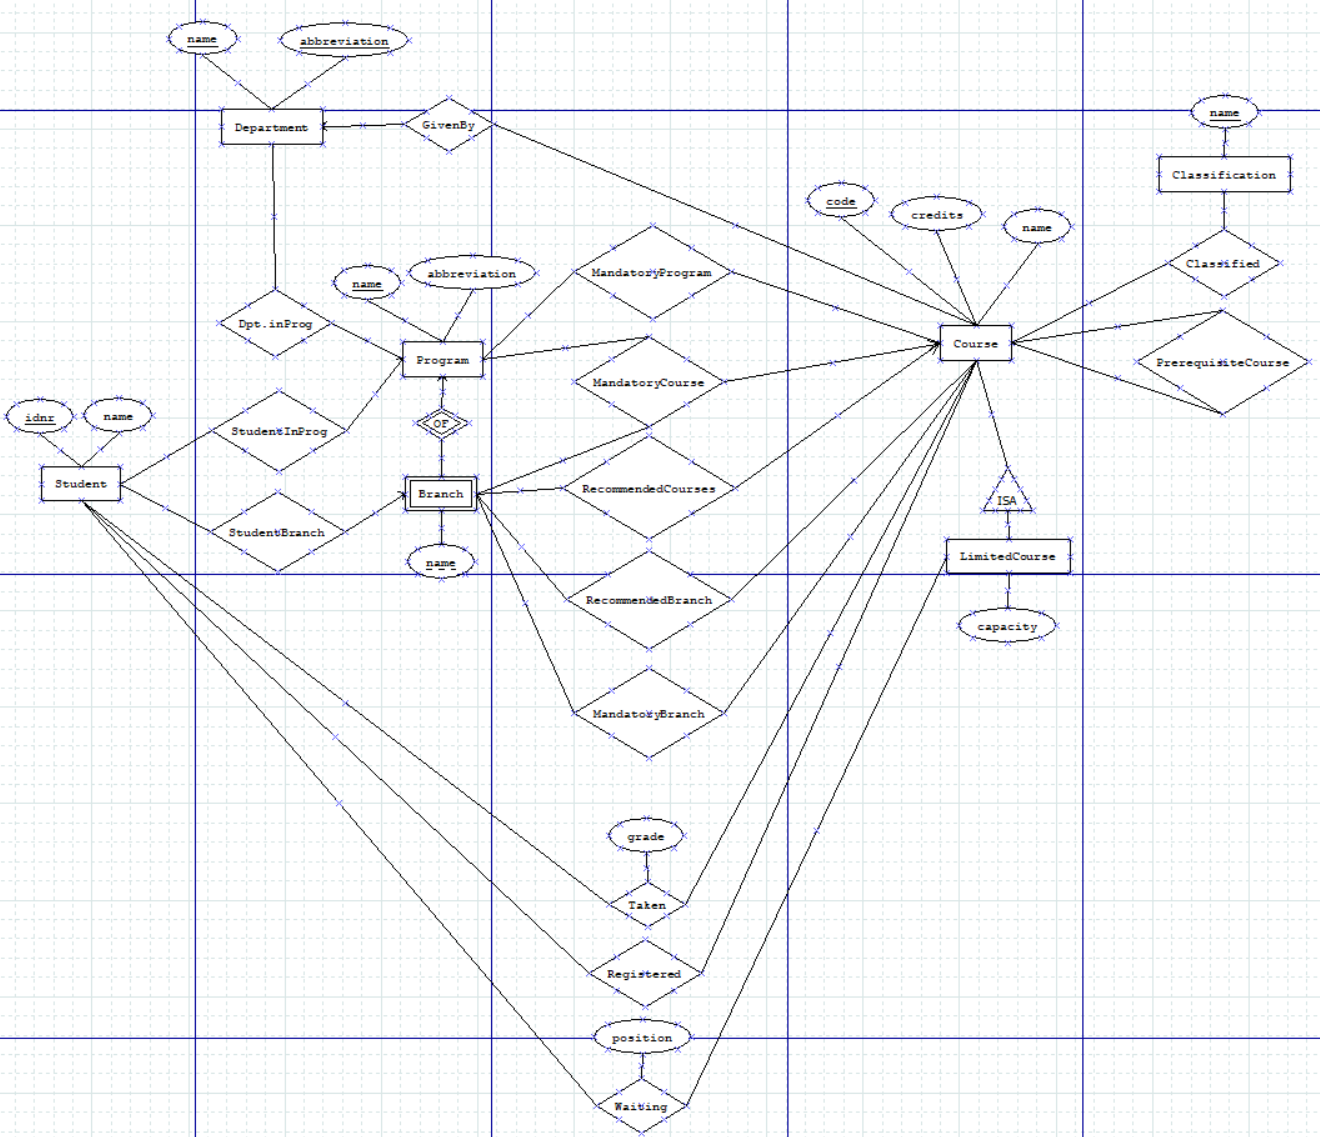 name
abbreviation
Department
GivenBy
name
Classification
code
credits
name
Classified
name
abbreviation
MandatoryProgram
Dpt.inProg
Program
Course
PrerequisiteCourse
MandatoryCourse
idnr
name
StudentInProg
OF
Student
Branch
RecommendedCourses
ISA
StudentBranch
name
LimitedCourse
RecommendedBranch
capacity
MandatoryBranch
grade
Taken
Registered
position
Waiting